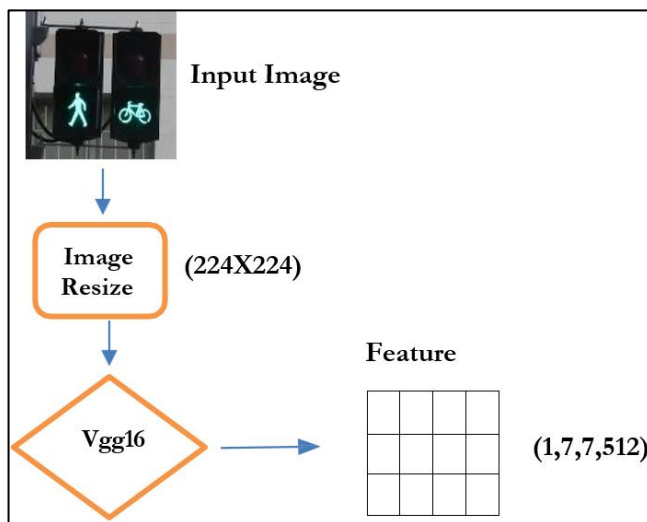 Input Image
Image
Resize
(224X224)
Feature
Vgg16
(1,7,7,512)